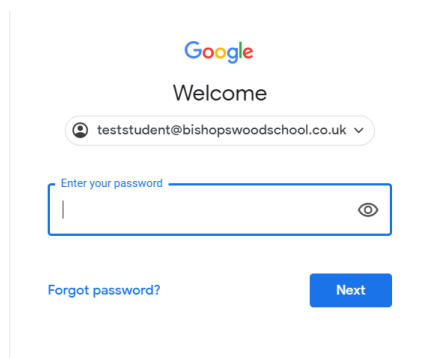 Google
Welcome
teststudent@bishopswoodschool.co.uk
Enter your password
Forgot password?
Next